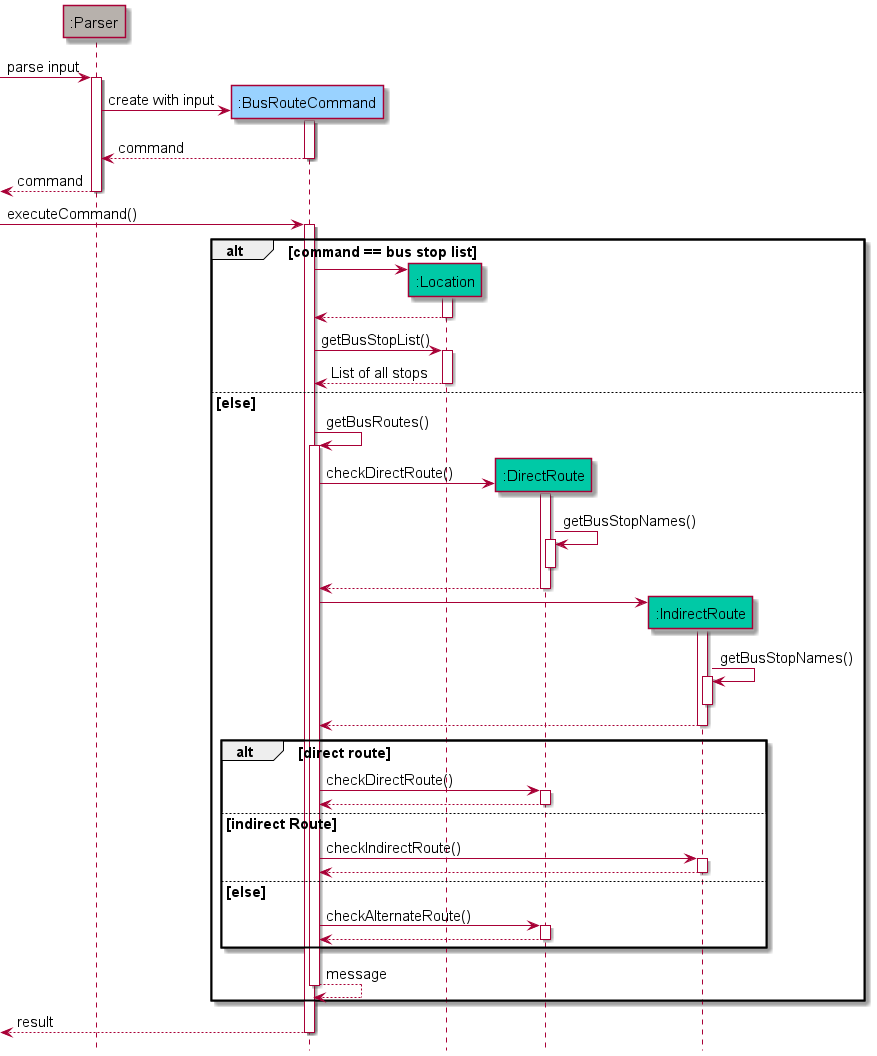 :Parser
parse input
create with input
:BusRouteCommand
command
command
executeCommand()
alt
[command == bus stop list]
:Location
getBusStopList()
List of all stops
[else]
getBusRoutes()
checkDirectRoute()
:DirectRoute
getBusStopNames()
:IndirectRoute
getBusStopNames()
alt
[direct route]
checkDirectRoute()
[indirect Route]
checkIndirectRoute()
[else]
checkAlternateRoute()
message
result